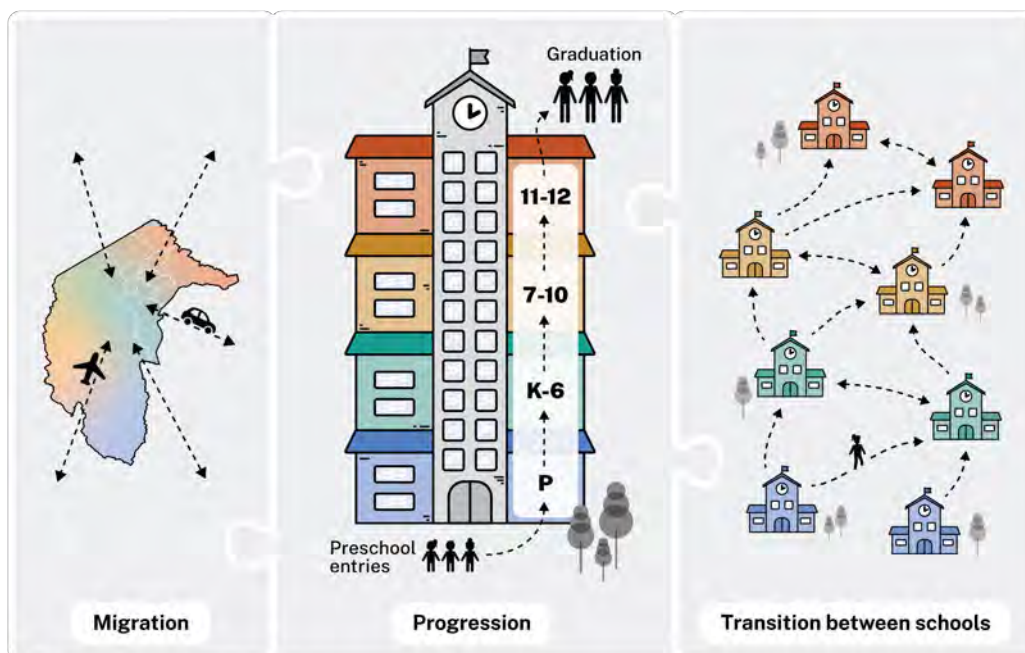 Graduation
11-12
7-10
K-6
P
Preschool
entries
Migration
Progression
Transition between schools